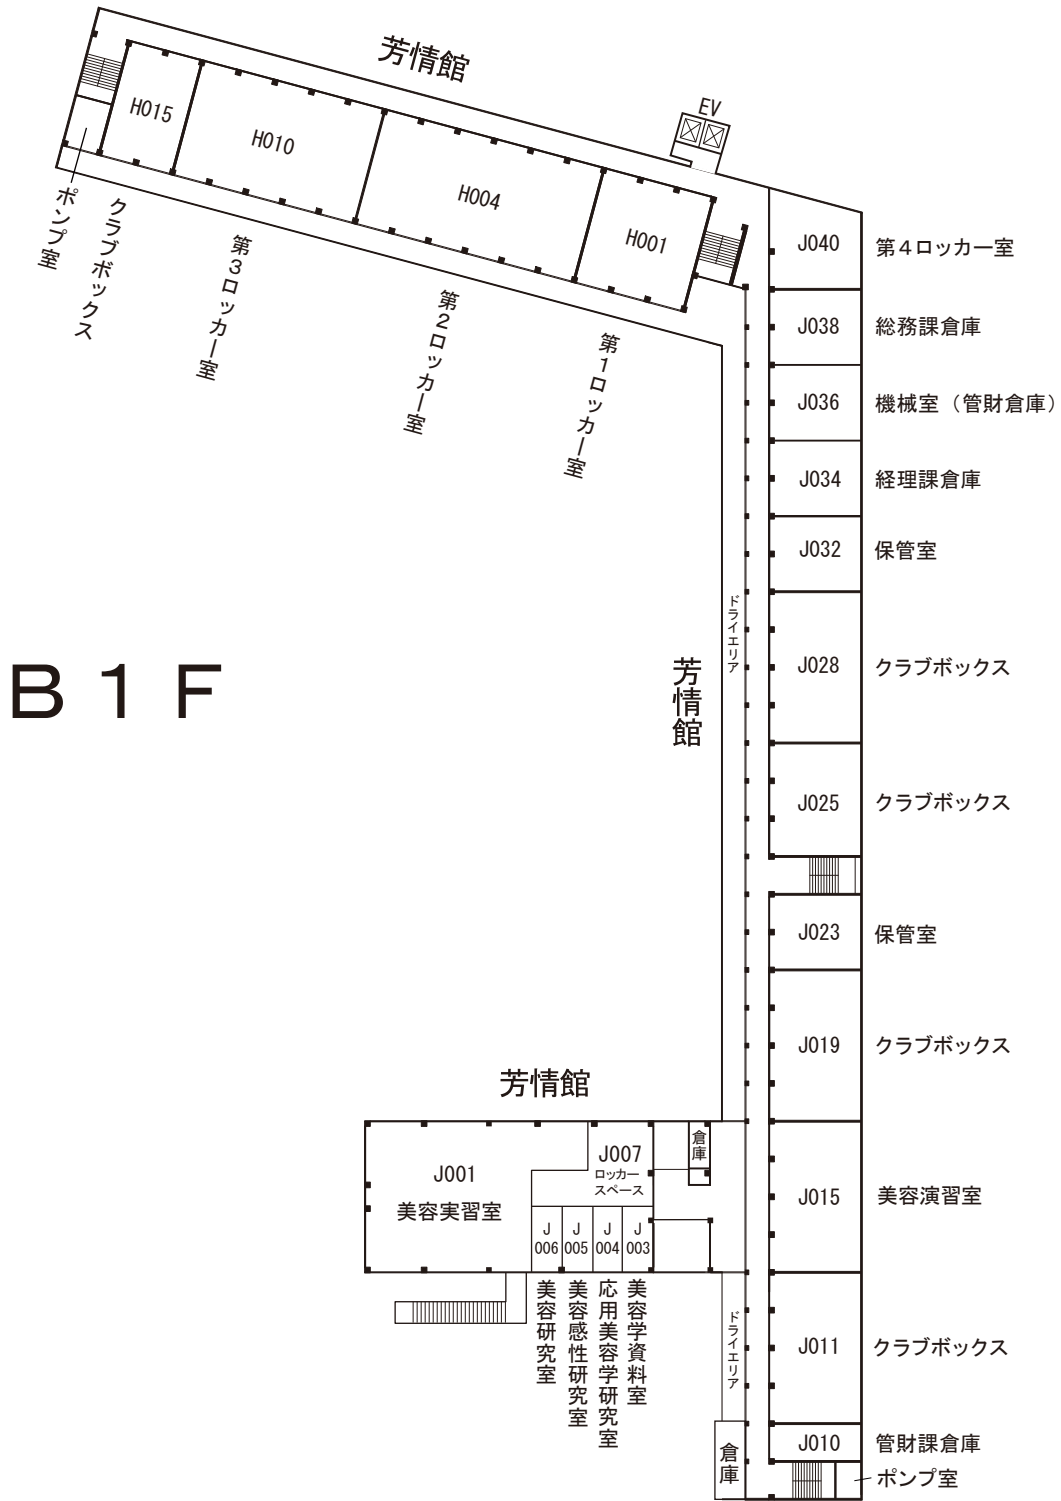 芳情館
EV
H015
H010
H004
H001
ポンプ室
クラブボックス
第3ロッカー室
第2ロッカー室
第1ロッカー室
J040 第4ロッカー室
J038 総務課倉庫
J036 機械室（管財倉庫）
J034 経理課倉庫
J032 保管室
ドライエリア
J028 クラブボックス
芳情館
B1F
J025 クラブボックス
J023 保管室
J019 クラブボックス
芳情館
J001
美容実習室
J007
ロッカー
スペース
倉庫
J015 美容演習室
J
006
J
005
J
004
J
003
美容研究室
美容感性研究室
応用美容学研究室
美容学資料室
ドライエリア
J011 クラブボックス
倉庫
J010 管財課倉庫
ポンプ室